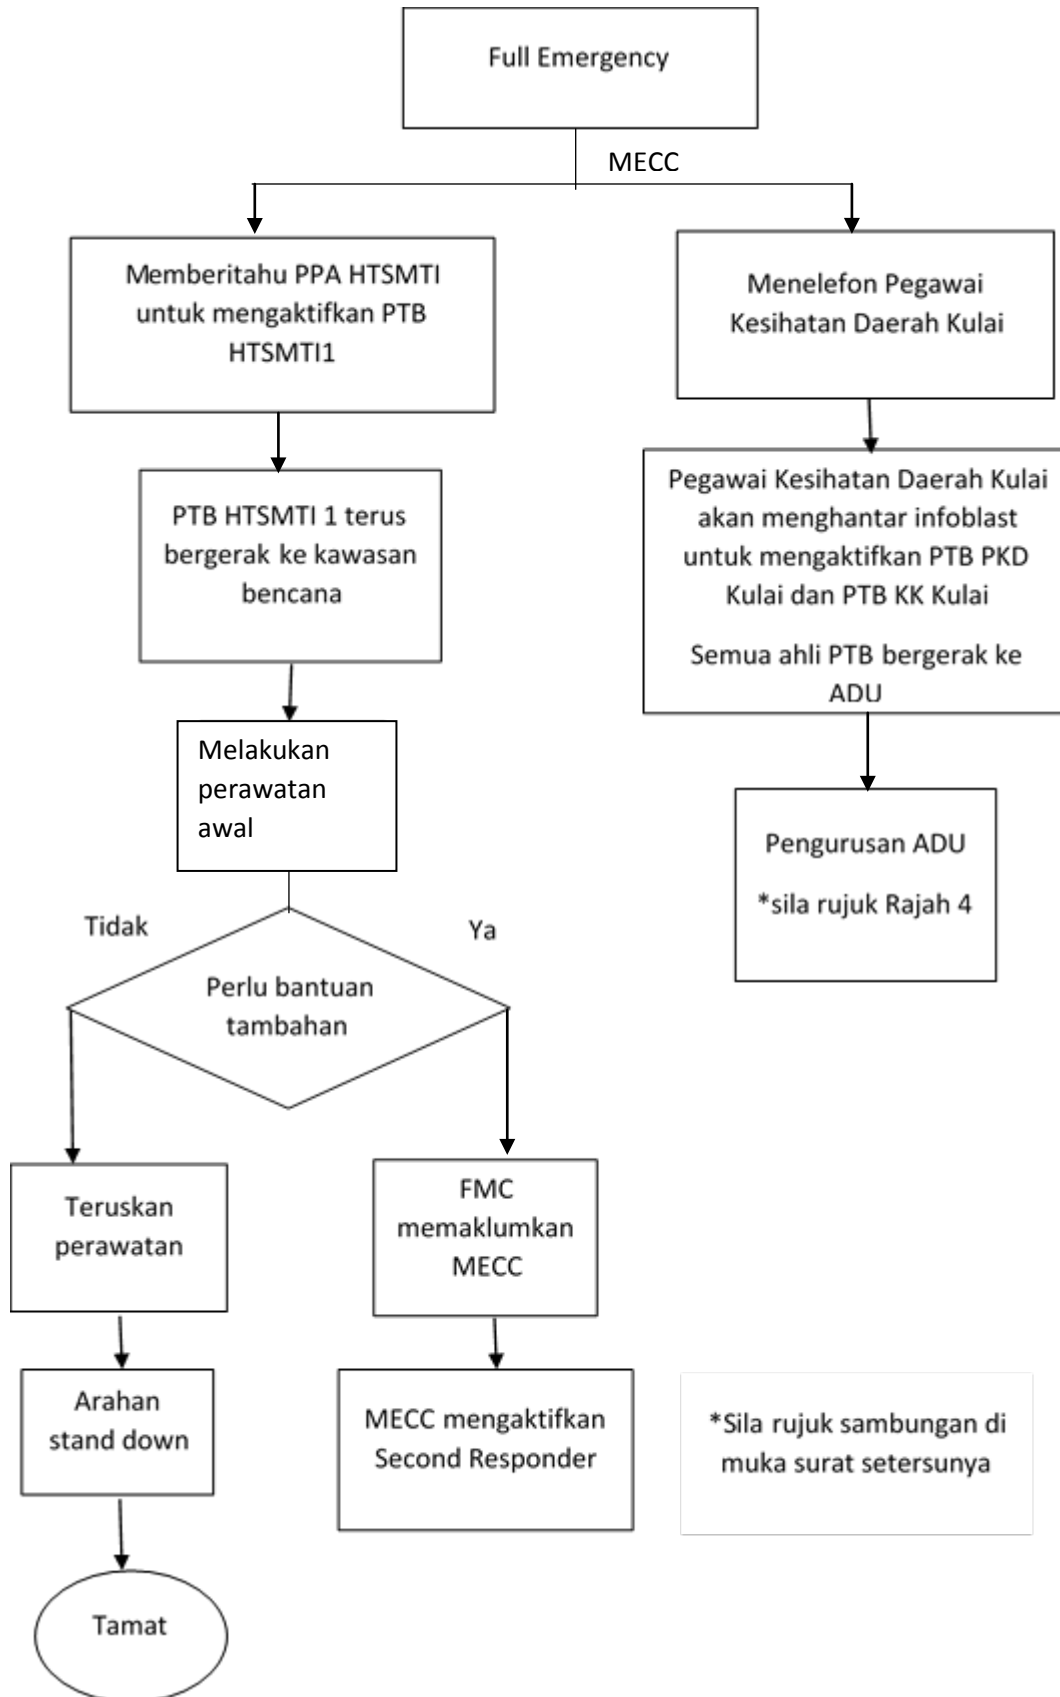 Full Emergency
MECC
Memberitahu PPA HTSMTI
untuk mengaktifkan PTB
HTSMTI1
Menelefon Pegawai
Kesihatan Daerah Kulai
PTB HTSMTI 1 terus
bergerak ke kawasan
bencana
Pegawai Kesihatan Daerah Kulai
akan menghantar infoblast
untuk mengaktifkan PTB PKD
Kulai dan PTB KK Kulai
Semua ahli PTB bergerak ke
ADU
Melakukan
perawatan
awal
Pengurusan ADU
*sila rujuk Rajah 4
Tidak
Ya
Perlu bantuan
tambahan
Teruskan
perawatan
FMC
memaklumkan
MECC
Arahan
stand down
MECC mengaktifkan
Second Responder
*Sila rujuk sambungan di
muka surat setersunya
Tamat